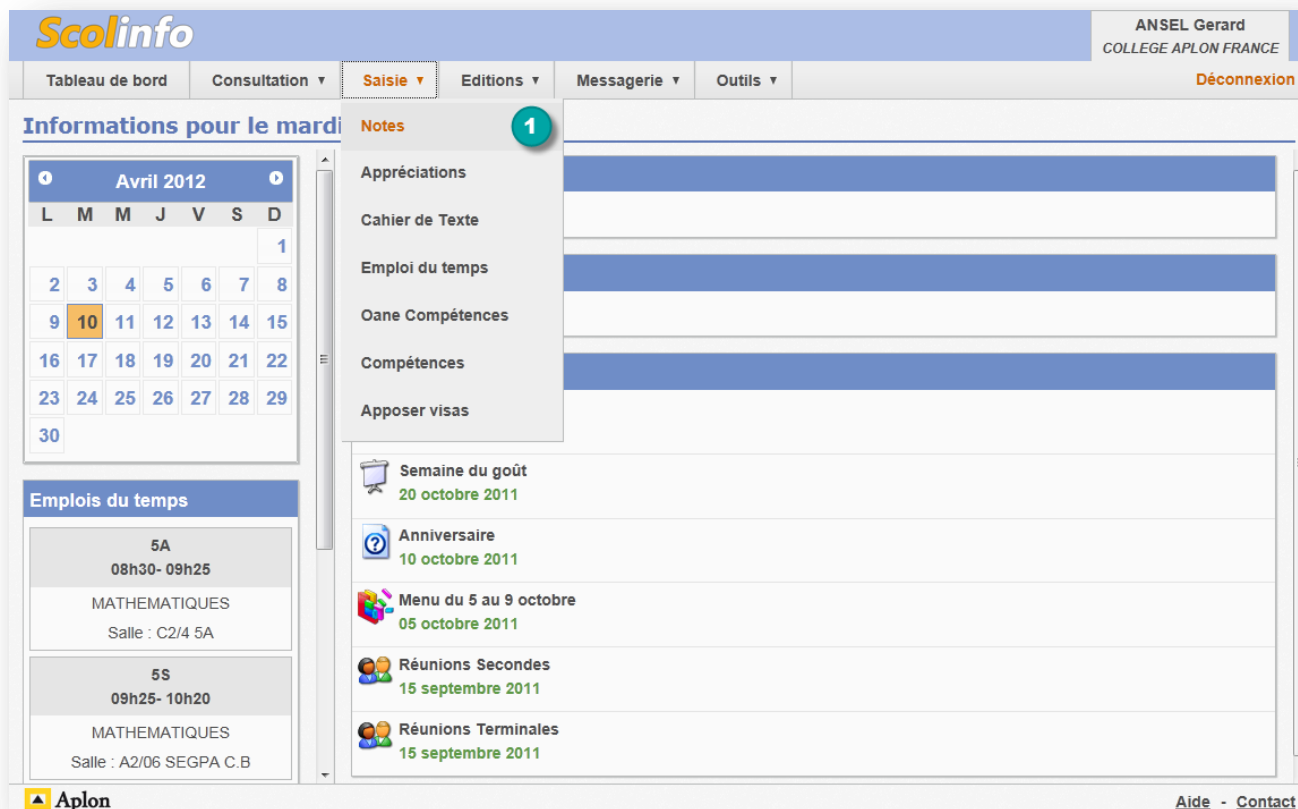 Scolinfo
ANSEL Gerard
COLLEGE APLON FRANCE
Tableau de bord Consultation ▼ Saisie ▼ Editions ▼ Messagerie ▼ Outils ▼ Déconnexion
Informations pour le mardi
Notes 1
Appréciations
Cahier de Texte
Emploi du temps
Oane Compétences
Compétences
Apposer visas
Avril 2012
L M M J V S D
1
2 3 4 5 6 7 8
9 10 11 12 13 14 15
16 17 18 19 20 21 22
23 24 25 26 27 28 29
30
Emplois du temps
5A
08h30- 09h25
MATHEMATIQUES
Salle : C2/4 5A
5S
09h25- 10h20
MATHEMATIQUES
Salle : A2/06 SEGPA C.B
Semaine du goût
20 octobre 2011
Anniversaire
10 octobre 2011
Menu du 5 au 9 octobre
05 octobre 2011
Réunions Secondes
15 septembre 2011
Réunions Terminales
15 septembre 2011
Aplon
Aide - Contact